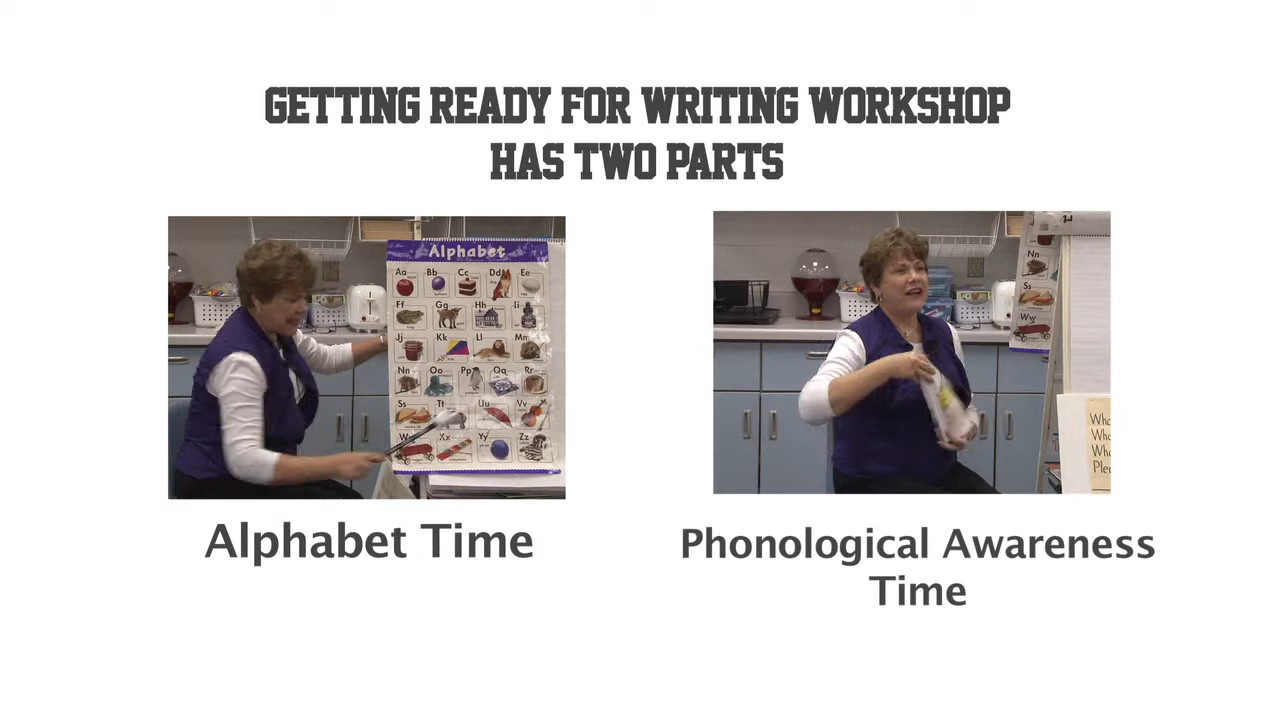 GETTING READY FOR WRITING WORKSHOP
HAS TWO PARTS
Alphabet
Aa Bb Cc Dd Ee
Ff Gg Hh Ii
Jj Kk Ll Mm
Nn Oo Pp Qq Rr
Ss Tt Uu Vv
Ww Xx Yy Zz
Nn
Ss
Ww
Alphabet Time
Phonological Awareness
Time